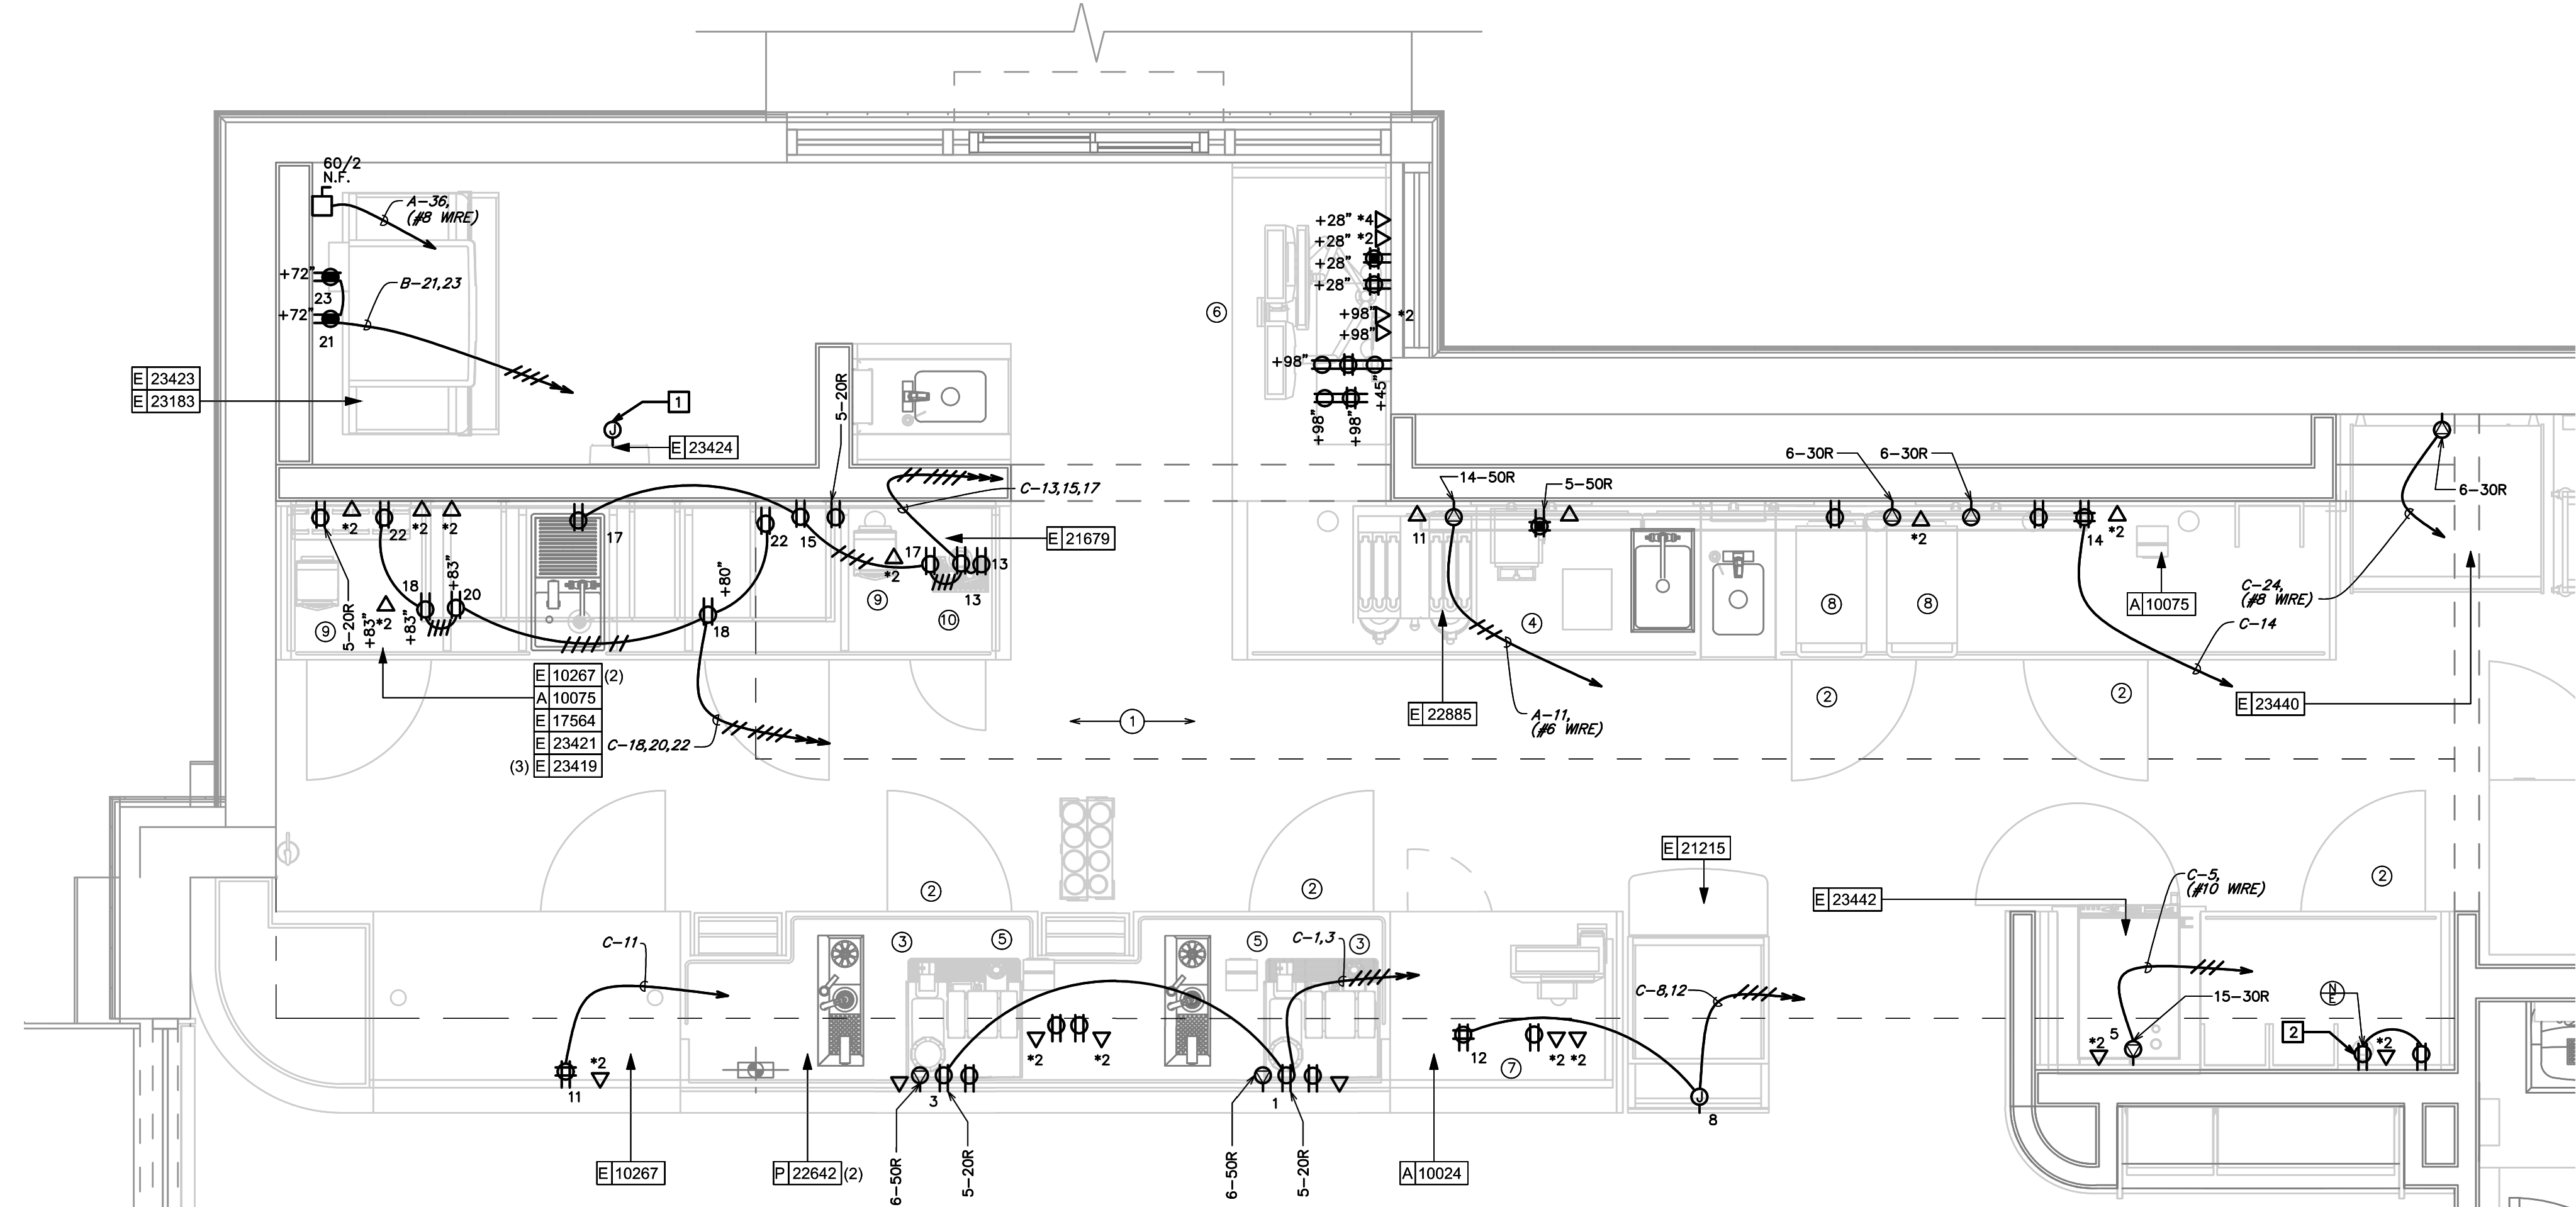 60/2
N.F.
A-36,
(#8 WIRE)
+72"
23
B-21,23
+72"
21
E 23423
E 23183
1
J
E 23424
5-20R
+28" *4
+28" *2
+28"
+28"
6
+98" *2
+98"
+98"
+45"
+98"
+98"
C-13,15,17
E 21679
*2
22
*2
*2
17
22
15
17
*2
13
13
18
+83"
20
+80"
18
9
5-20R
+83"
*2
+83"
9
10
E 10267 (2)
A 10075
E 17564
E 23421
(3) E 23419
C-18,20,22
1
14-50R
5-50R
6-30R
6-30R
6-30R
11
*2
14
*2
4
8
8
A 10075
C-24,
(#8 WIRE)
C-14
E 22885
A-11,
(#6 WIRE)
2
2
E 23440
E 21215
2
2
2
E 23442
C-5,
(#10 WIRE)
C-11
3
5
5
C-1,3
3
C-8,12
15-30R
N
E
2
*2
11
*2
*2
3
1
12
7
*2 *2
J
8
*2
5
*2
6-50R
5-20R
6-50R
5-20R
E 10267
P 22642 (2)
A 10024